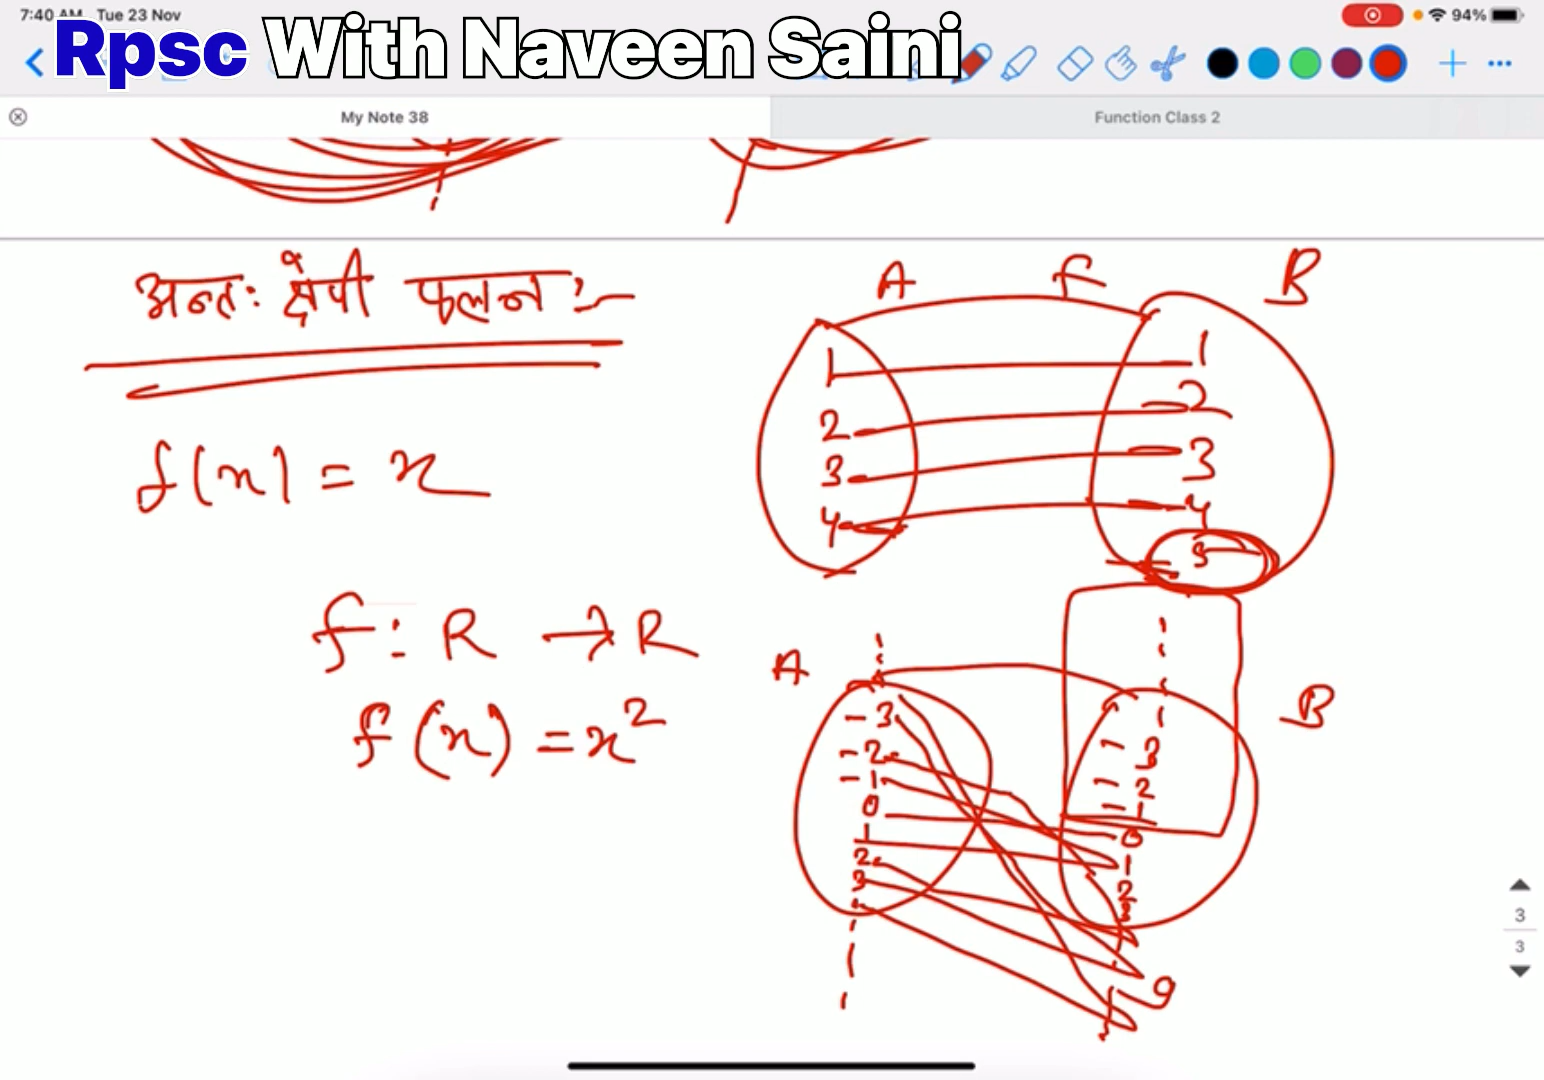 7:40 AM Tue 23 Nov
94%
Rpsc With Naveen Saini
My Note 38
Function Class 2
अन्तः क्षेपी फलन :-
A f B
1 1
2 2
3 3
4 4
5
f(x) = x
f : R → R
f(x) = x²
A B
-3 -3
-2 -2
-1 -1
0 0
1 1
2 2
3 3
9
3
3